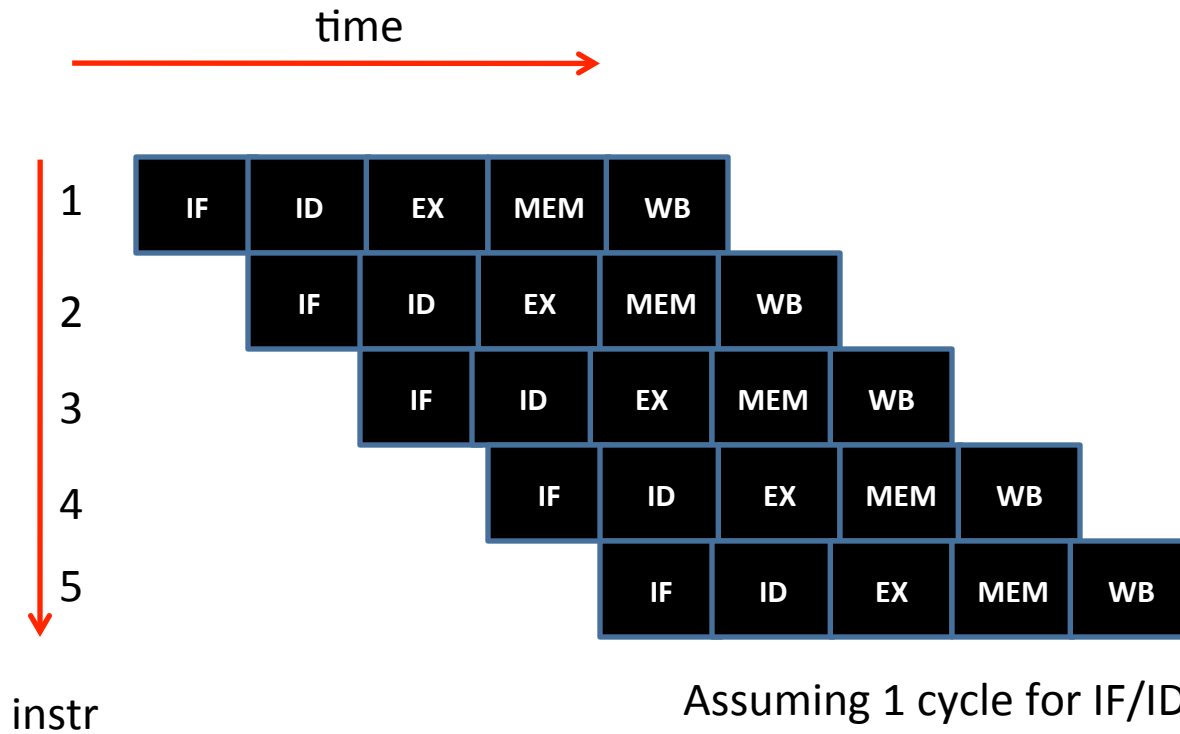 time
1 IF ID EX MEM WB
2 IF ID EX MEM WB
3 IF ID EX MEM WB
4 IF ID EX MEM WB
5 IF ID EX MEM WB
instr
Assuming 1 cycle for IF/ID